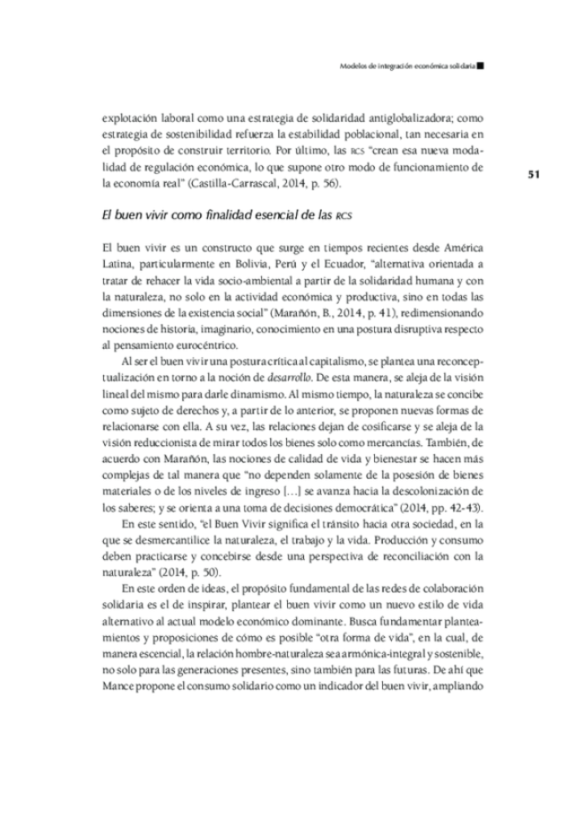 Modelos de integración económica solidaria
explotación laboral como una estrategia de solidaridad antiglobalizadora; como
estrategia de sostenibilidad refuerza la estabilidad poblacional, tan necesaria en
el propósito de construir territorio. Por último, las RCS “crean esa nueva moda-
lidad de regulación económica, lo que supone otro modo de funcionamiento de
la economía real” (Castilla-Carrascal, 2014, p. 56).
51
El buen vivir como finalidad esencial de las RCS
El buen vivir es un constructo que surge en tiempos recientes desde América
Latina, particularmente en Bolivia, Perú y el Ecuador, “alternativa orientada a
tratar de rehacer la vida socio-ambiental a partir de la solidaridad humana y con
la naturaleza, no solo en la actividad económica y productiva, sino en todas las
dimensiones de la existencia social” (Marañón, B., 2014, p. 41), redimensionando
nociones de historia, imaginario, conocimiento en una postura disruptiva respecto
al pensamiento eurocéntrico.
Al ser el buen vivir una postura crítica al capitalismo, se plantea una reconcep-
tualización en torno a la noción de desarrollo. De esta manera, se aleja de la visión
lineal del mismo para darle dinamismo. Al mismo tiempo, la naturaleza se concibe
como sujeto de derechos y, a partir de lo anterior, se proponen nuevas formas de
relacionarse con ella. A su vez, las relaciones dejan de cosificarse y se aleja de la
visión reduccionista de mirar todos los bienes solo como mercancías. También, de
acuerdo con Marañón, las nociones de calidad de vida y bienestar se hacen más
complejas de tal manera que “no dependen solamente de la posesión de bienes
materiales o de los niveles de ingreso [...] se avanza hacia la descolonización de
los saberes; y se orienta a una toma de decisiones democrática” (2014, pp. 42-43).
En este sentido, “el Buen Vivir significa el tránsito hacia otra sociedad, en la
que se desmercantilice la naturaleza, el trabajo y la vida. Producción y consumo
deben practicarse y concebirse desde una perspectiva de reconciliación con la
naturaleza” (2014, p. 50).
En este orden de ideas, el propósito fundamental de las redes de colaboración
solidaria es el de inspirar, plantear el buen vivir como un nuevo estilo de vida
alternativo al actual modelo económico dominante. Busca fundamentar plantea-
mientos y proposiciones de cómo es posible “otra forma de vida”, en la cual, de
manera escencial, la relación hombre-naturaleza sea armónica-integral y sostenible,
no solo para las generaciones presentes, sino también para las futuras. De ahí que
Mance propone el consumo solidario como un indicador del buen vivir, ampliando